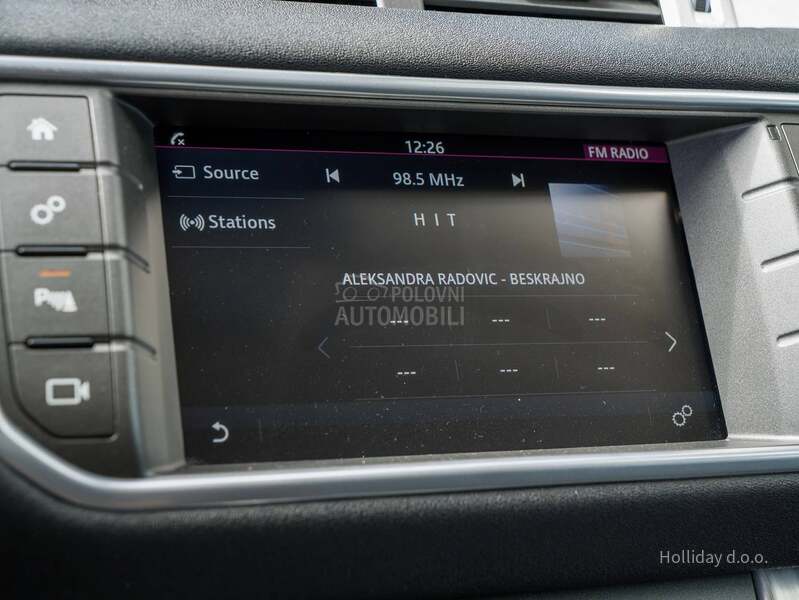 12:26
FM RADIO
Source
98.5 MHz
Stations
HIT
ALEKSANDRA RADOVIC - BESKRAJNO
POLOVNI
AUTOMOBILI
--- --- ---
--- --- ---
P
Holliday d.o.o.